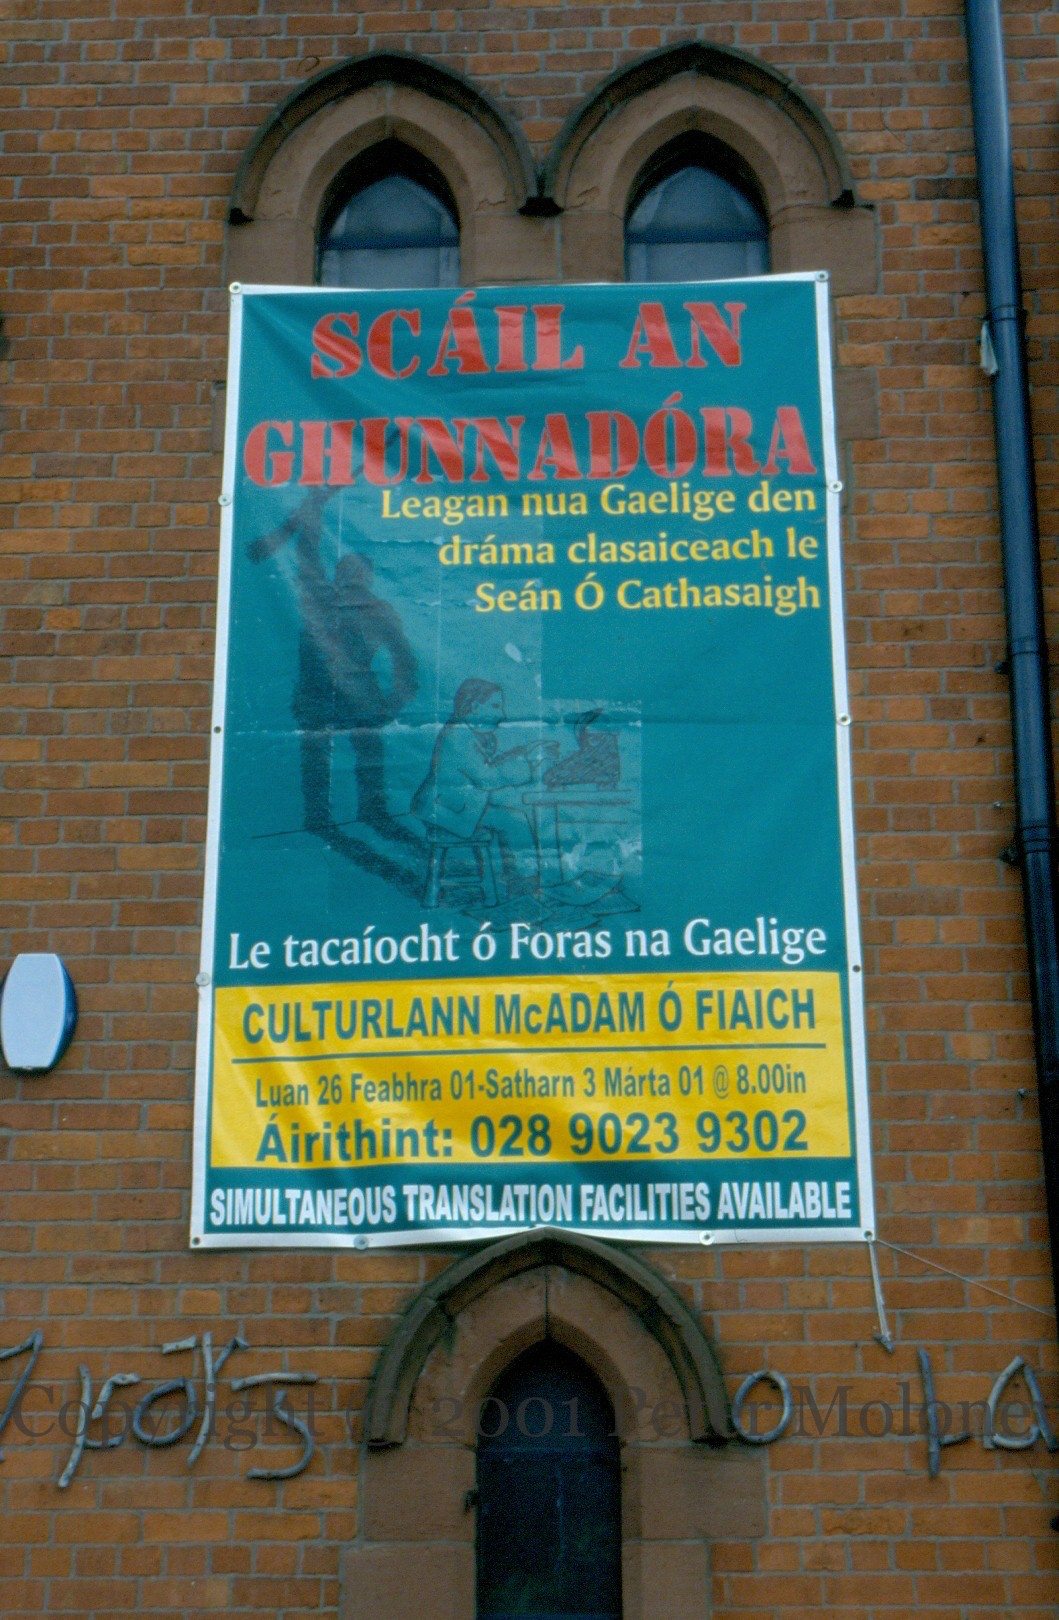 SCÁIL AN
GHUNNADÓRA
Leagan nua Gaelige den
dráma clasaiceach le
Seán Ó Cathasaigh
Le tacaíocht ó Foras na Gaelige
CULTURLANN McADAM Ó FIAICH
Luan 26 Feabhra 01-Satharn 3 Márta 01 @ 8.00in
Áirithint: 028 9023 9302
SIMULTANEOUS TRANSLATION FACILITIES AVAILABLE
Copyright © 2001 Peter Moloney